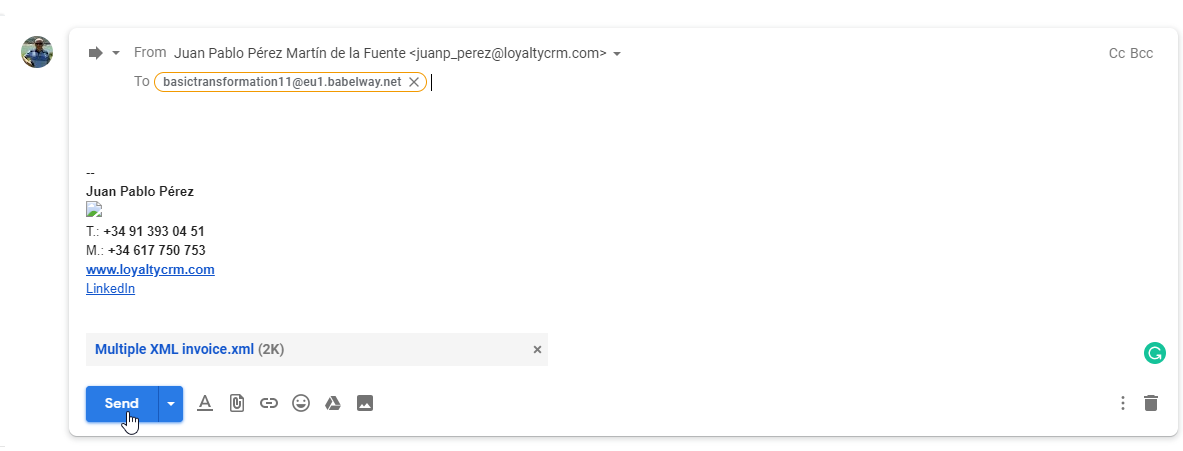 From Juan Pablo Pérez Martín de la Fuente <juanp_perez@loyaltycrm.com> Cc Bcc
To basictransformation11@eu1.babelway.net
--
Juan Pablo Pérez
T.: +34 91 393 04 51
M.: +34 617 750 753
www.loyaltycrm.com
LinkedIn
Multiple XML invoice.xml (2K)
Send